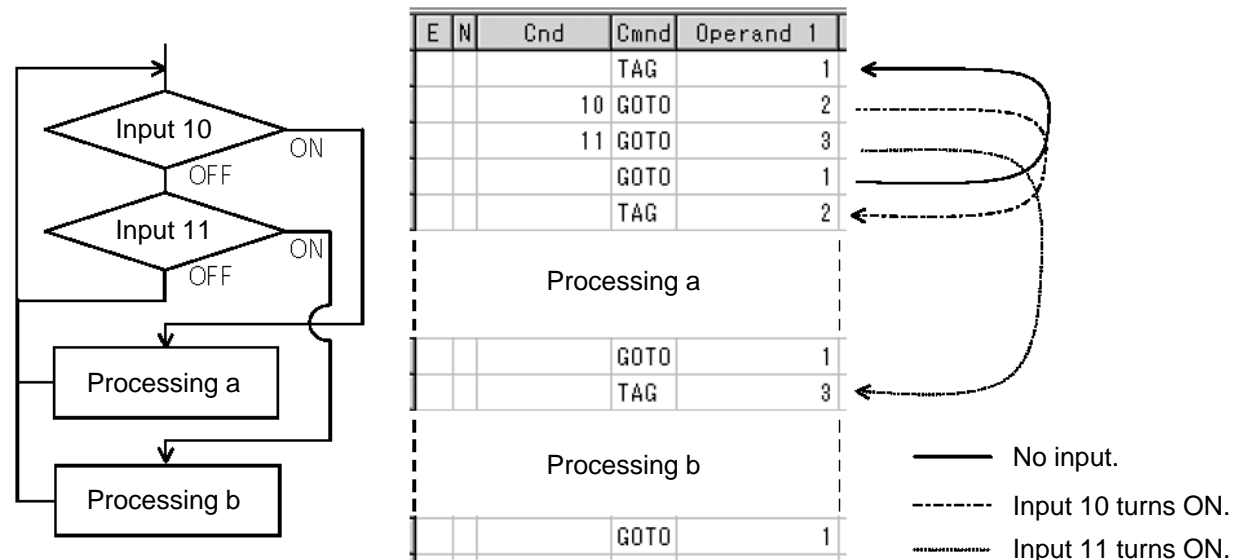 Input 10
ON
OFF
Input 11
ON
OFF
Processing a
Processing b
E N Cnd Cmnd Operand 1
TAG 1
10 GOTO 2
11 GOTO 3
GOTO 1
TAG 2
Processing a
GOTO 1
TAG 3
Processing b
GOTO 1
No input.
Input 10 turns ON.
Input 11 turns ON.